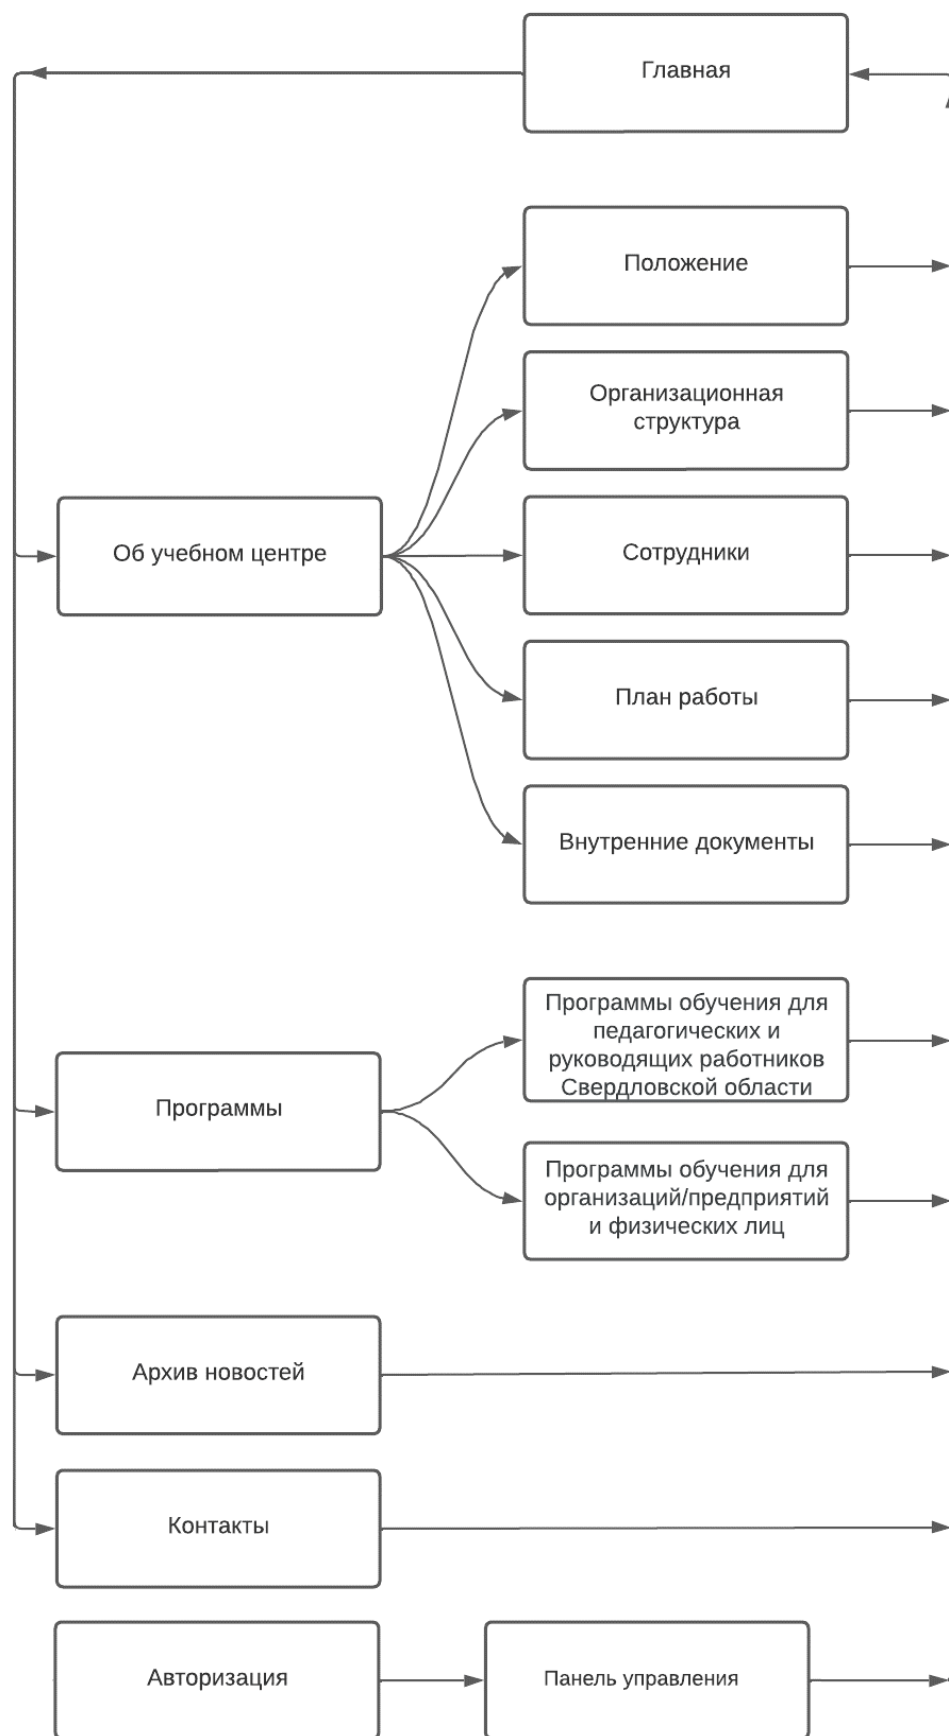 Главная
Положение
Организационная
структура
Об учебном центре
Сотрудники
План работы
Внутренние документы
Программы обучения для
педагогических и
руководящих работников
Свердловской области
Программы
Программы обучения для
организаций/предприятий
и физических лиц
Архив новостей
Контакты
Авторизация
Панель управления